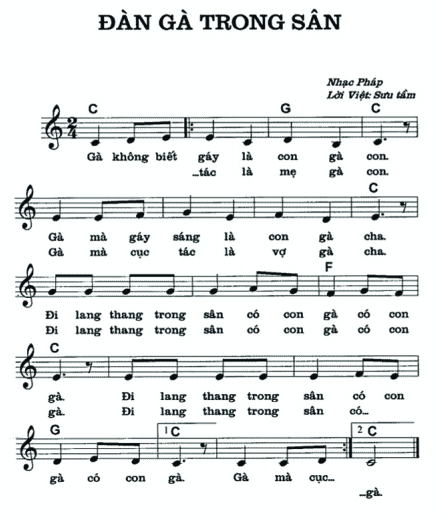 ĐÀN GÀ TRONG SÂN
Nhạc Pháp
Lời Việt: Sưu tầm
C G C
2 4
Gà không biết gáy là con gà con.
...tác là mẹ gà con.
C
Gà mà gáy sáng là con gà cha.
Gà mà cục tác là vợ gà cha.
F
Đi lang thang trong sân có con gà có con
Đi lang thang trong sân có con gà có con
C
gà. Đi lang thang trong sân có con
gà. Đi lang thang trong sân có...
G 1 C 2 C
gà có con gà. Gà mà cục...
...gà.